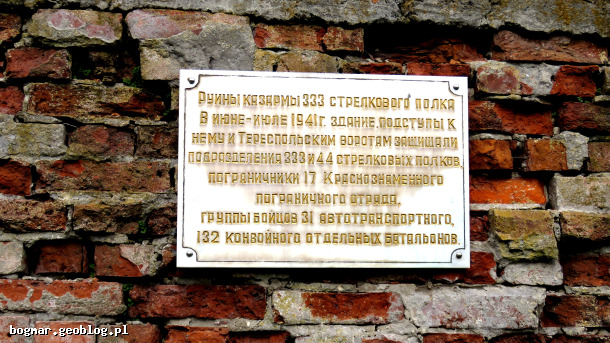 Руины казармы 333 стрелкового полка
В июне-июле 1941г. здание, подступы к
нему и Тереспольским воротам защищали
подразделения 333 и 44 стрелковых полков,
пограничники 17 Краснознаменного
пограничного отряда,
группы бойцов 31 автотранспортного,
132 конвойного отдельных батальонов.
bogmar.geoblog.pl